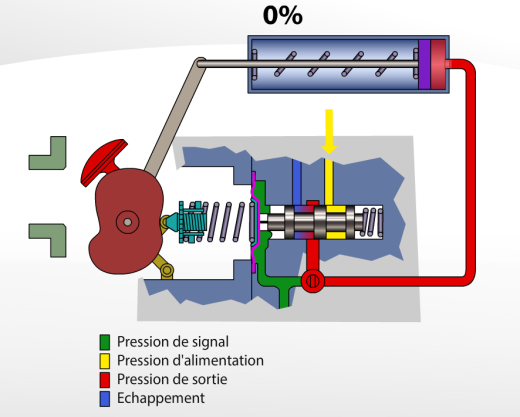 0%
Pression de signal
Pression d'alimentation
Pression de sortie
Echappement